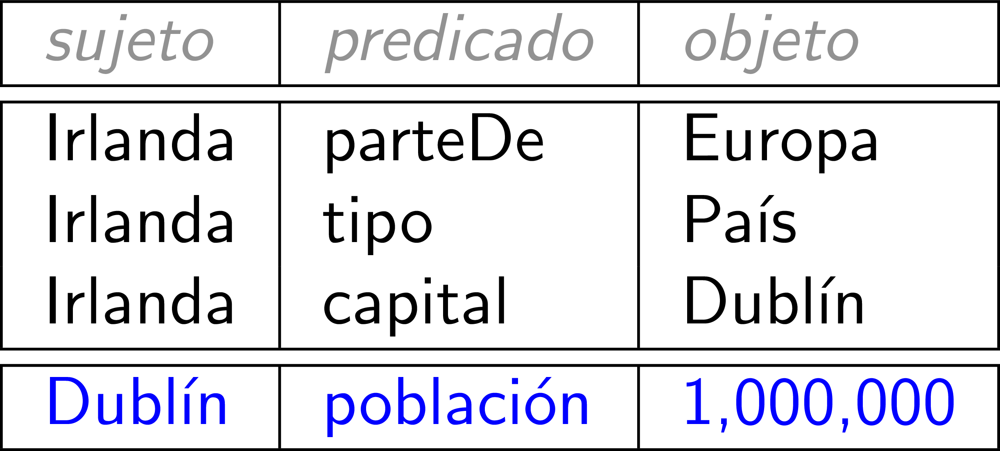 sujeto predicado objeto
Irlanda parteDe Europa
Irlanda tipo País
Irlanda capital Dublín
Dublín población 1,000,000